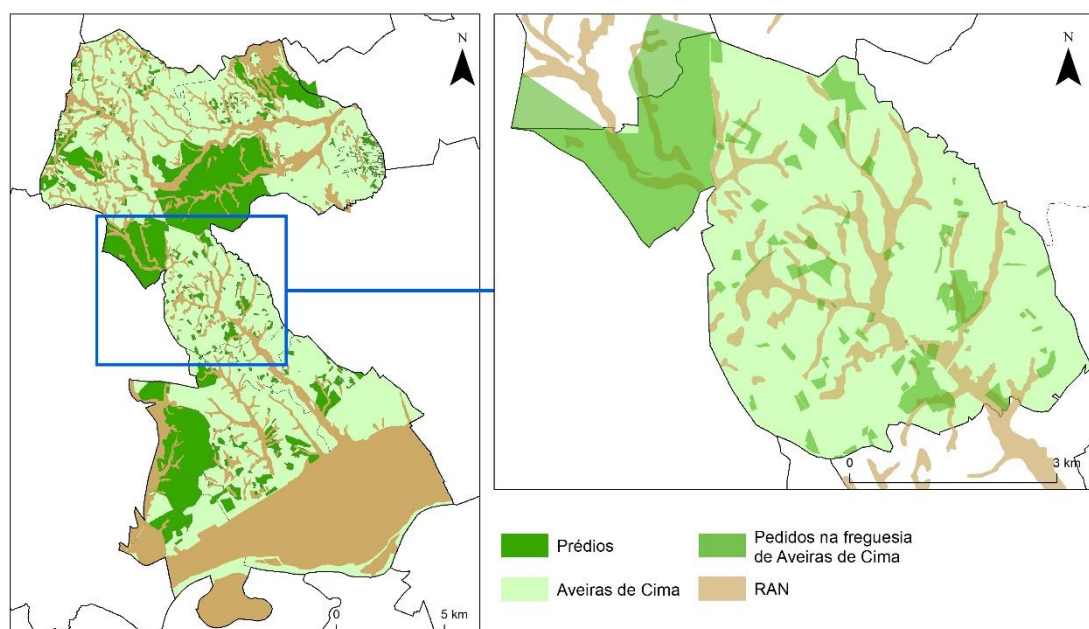 N
N
0
5 km
0
3 km
Prédios
Pedidos na freguesia
de Aveiras de Cima
Aveiras de Cima
RAN